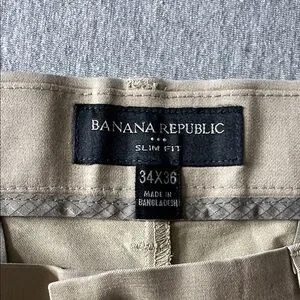 BANANA REPUBLIC
SLIM FIT
34X36
MADE IN
BANGLADESH